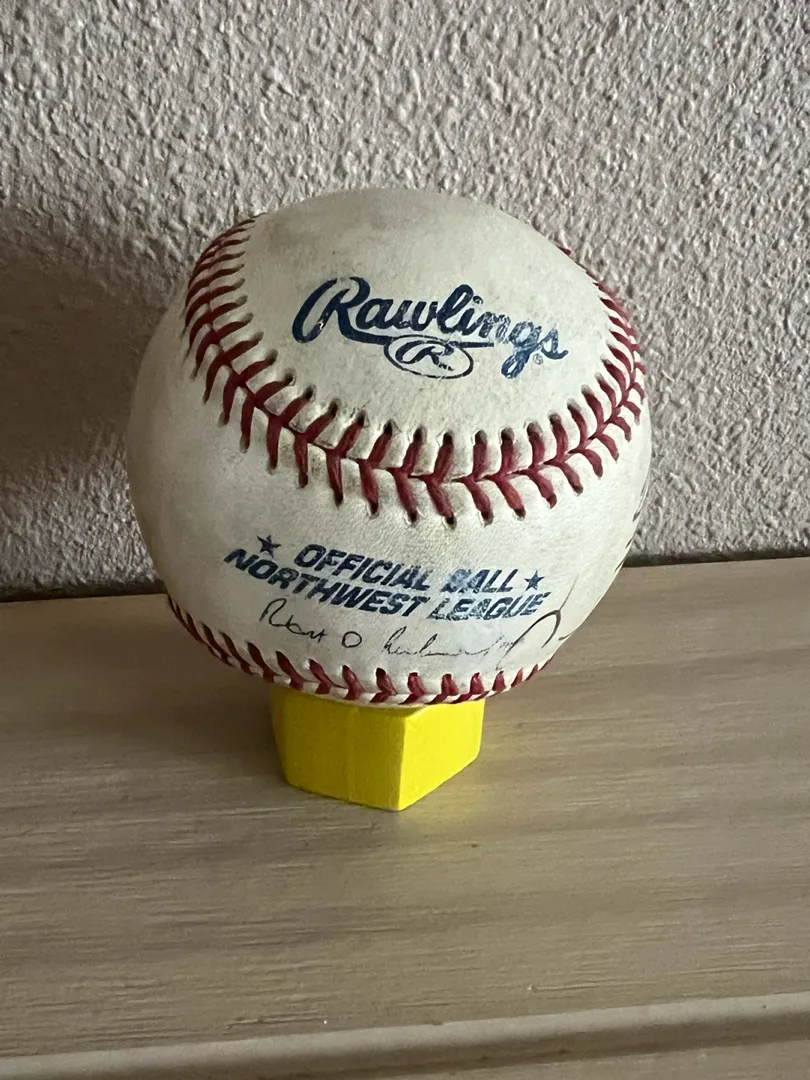 Rawlings
R
★ OFFICIAL BALL ★
NORTHWEST LEAGUE